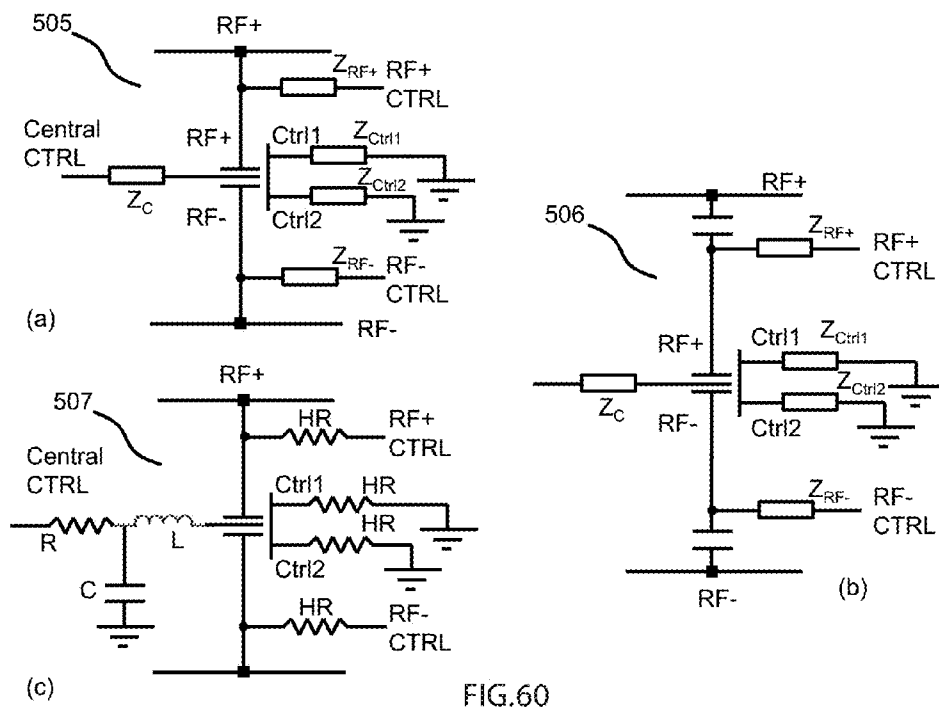 505
RF+
Z_RF+ RF+
CTRL
Central
CTRL
RF+
Ctrl1
Z_Ctrl1
Z_C
RF-
Z_Ctrl2
Ctrl2
Z_RF- RF-
CTRL
(a)
RF-
506
RF+
Z_RF+
RF+
CTRL
RF+
Ctrl1
Z_Ctrl1
Z_C
Z_Ctrl2
RF-
Ctrl2
Z_RF-
RF-
CTRL
RF-
(b)
507
RF+
HR
RF+
CTRL
Central
CTRL
Ctrl1
HR
R
L
HR
Ctrl2
C
HR
RF-
CTRL
(c)
FIG.60